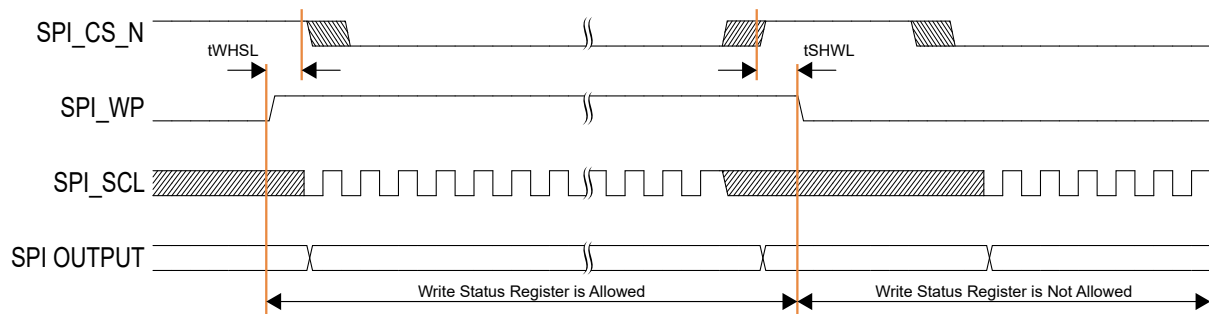 SPI_CS_N
tWHSL
tSHWL
SPI_WP
SPI_SCL
SPI OUTPUT
Write Status Register is Allowed
Write Status Register is Not Allowed